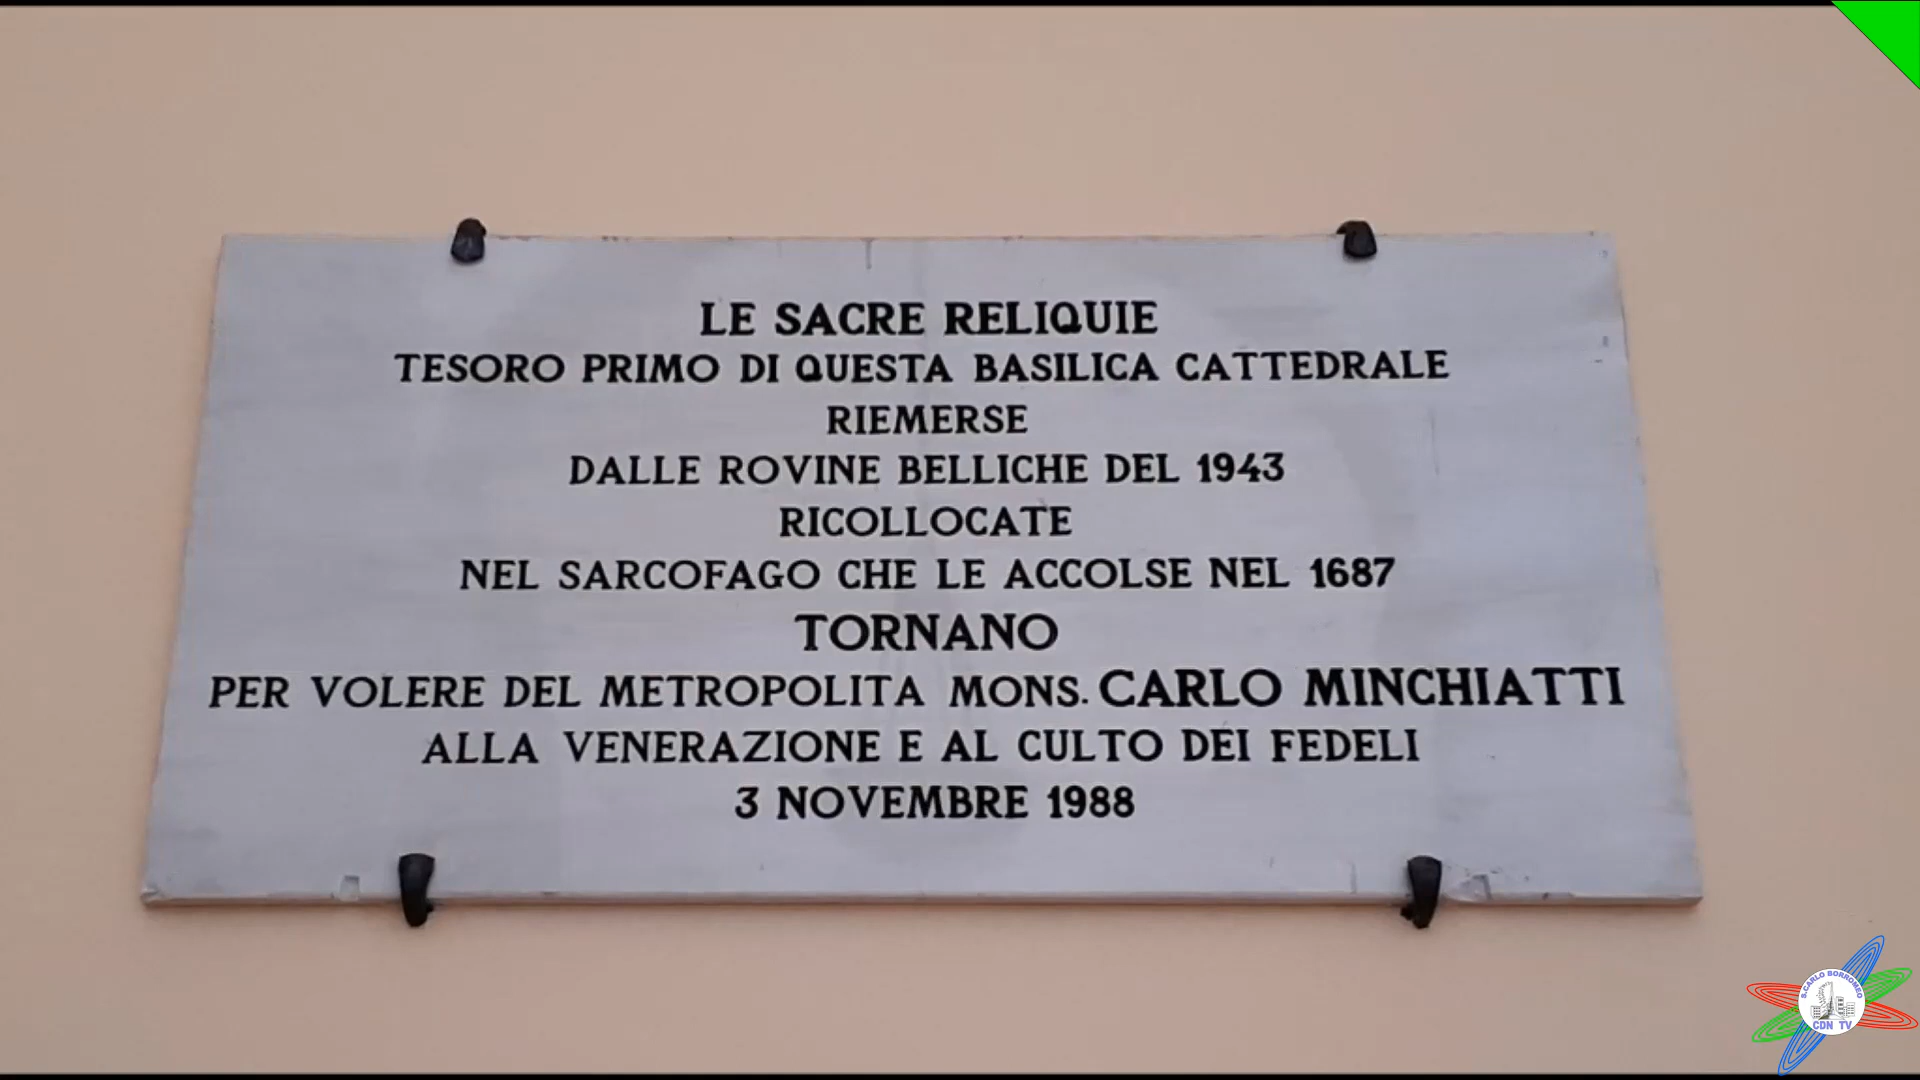 LE SACRE RELIQUIE
TESORO PRIMO DI QUESTA BASILICA CATTEDRALE
RIEMERSE
DALLE ROVINE BELLICHE DEL 1943
RICOLLOCATE
NEL SARCOFAGO CHE LE ACCOLSE NEL 1687
TORNANO
PER VOLERE DEL METROPOLITA MONS. CARLO MINCHIATTI
ALLA VENERAZIONE E AL CULTO DEI FEDELI
3 NOVEMBRE 1988
S. CARLO BORROMEO
CDN TV